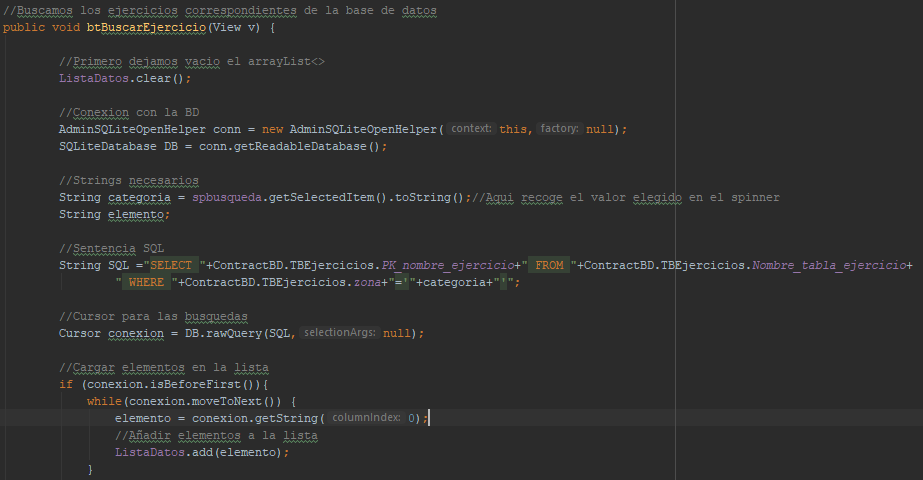 //Buscamos los ejercicios correspondientes de la base de datos
public void btBuscarEjercicio(View v) {
//Primero dejamos vacio el arrayList<>
ListaDatos.clear();
//Conexion con la BD
AdminSQLiteOpenHelper conn = new AdminSQLiteOpenHelper( context: this, factory: null);
SQLiteDatabase DB = conn.getReadableDatabase();
//Strings necesarios
String categoria = spbusqueda.getSelectedItem().toString();//Aqui recoge el valor elegido en el spinner
String elemento;
//Sentencia SQL
String SQL ="SELECT "+ContractBD.TBEjercicios.PK_nombre_ejercicio+" FROM "+ContractBD.TBEjercicios.Nombre_tabla_ejercicio+
" WHERE "+ContractBD.TBEjercicios.zona+"='"+categoria+"'";
//Cursor para las busquedas
Cursor conexion = DB.rawQuery(SQL, selectionArgs: null);
//Cargar elementos en la lista
if (conexion.isBeforeFirst()){
while(conexion.moveToNext()) {
elemento = conexion.getString( columnIndex: 0);
//Añadir elementos a la lista
ListaDatos.add(elemento);
}